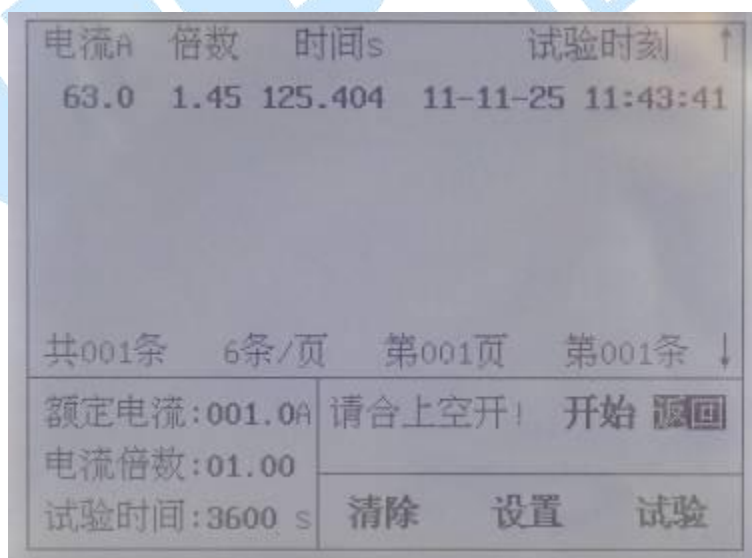 电流A 倍数 时间s 试验时刻 ↑
63.0 1.45 125.404 11-11-25 11:43:41
共001条 6条/页 第001页 第001条 ↓
额定电流:001.0A
电流倍数:01.00
试验时间:3600 s
请合上空开! 开始 返回
清除 设置 试验